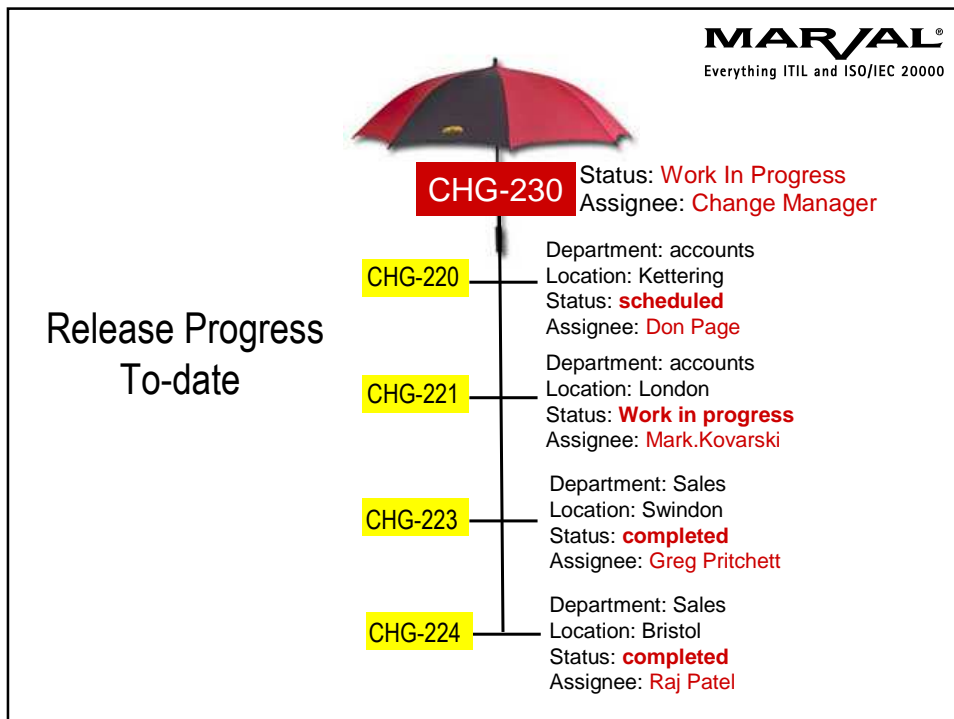 MARVAL®
Everything ITIL and ISO/IEC 20000
CHG-230
Status: Work In Progress
Assignee: Change Manager
Release Progress
To-date
CHG-220
Department: accounts
Location: Kettering
Status: scheduled
Assignee: Don Page
CHG-221
Department: accounts
Location: London
Status: Work in progress
Assignee: Mark.Kovarski
CHG-223
Department: Sales
Location: Swindon
Status: completed
Assignee: Greg Pritchett
CHG-224
Department: Sales
Location: Bristol
Status: completed
Assignee: Raj Patel